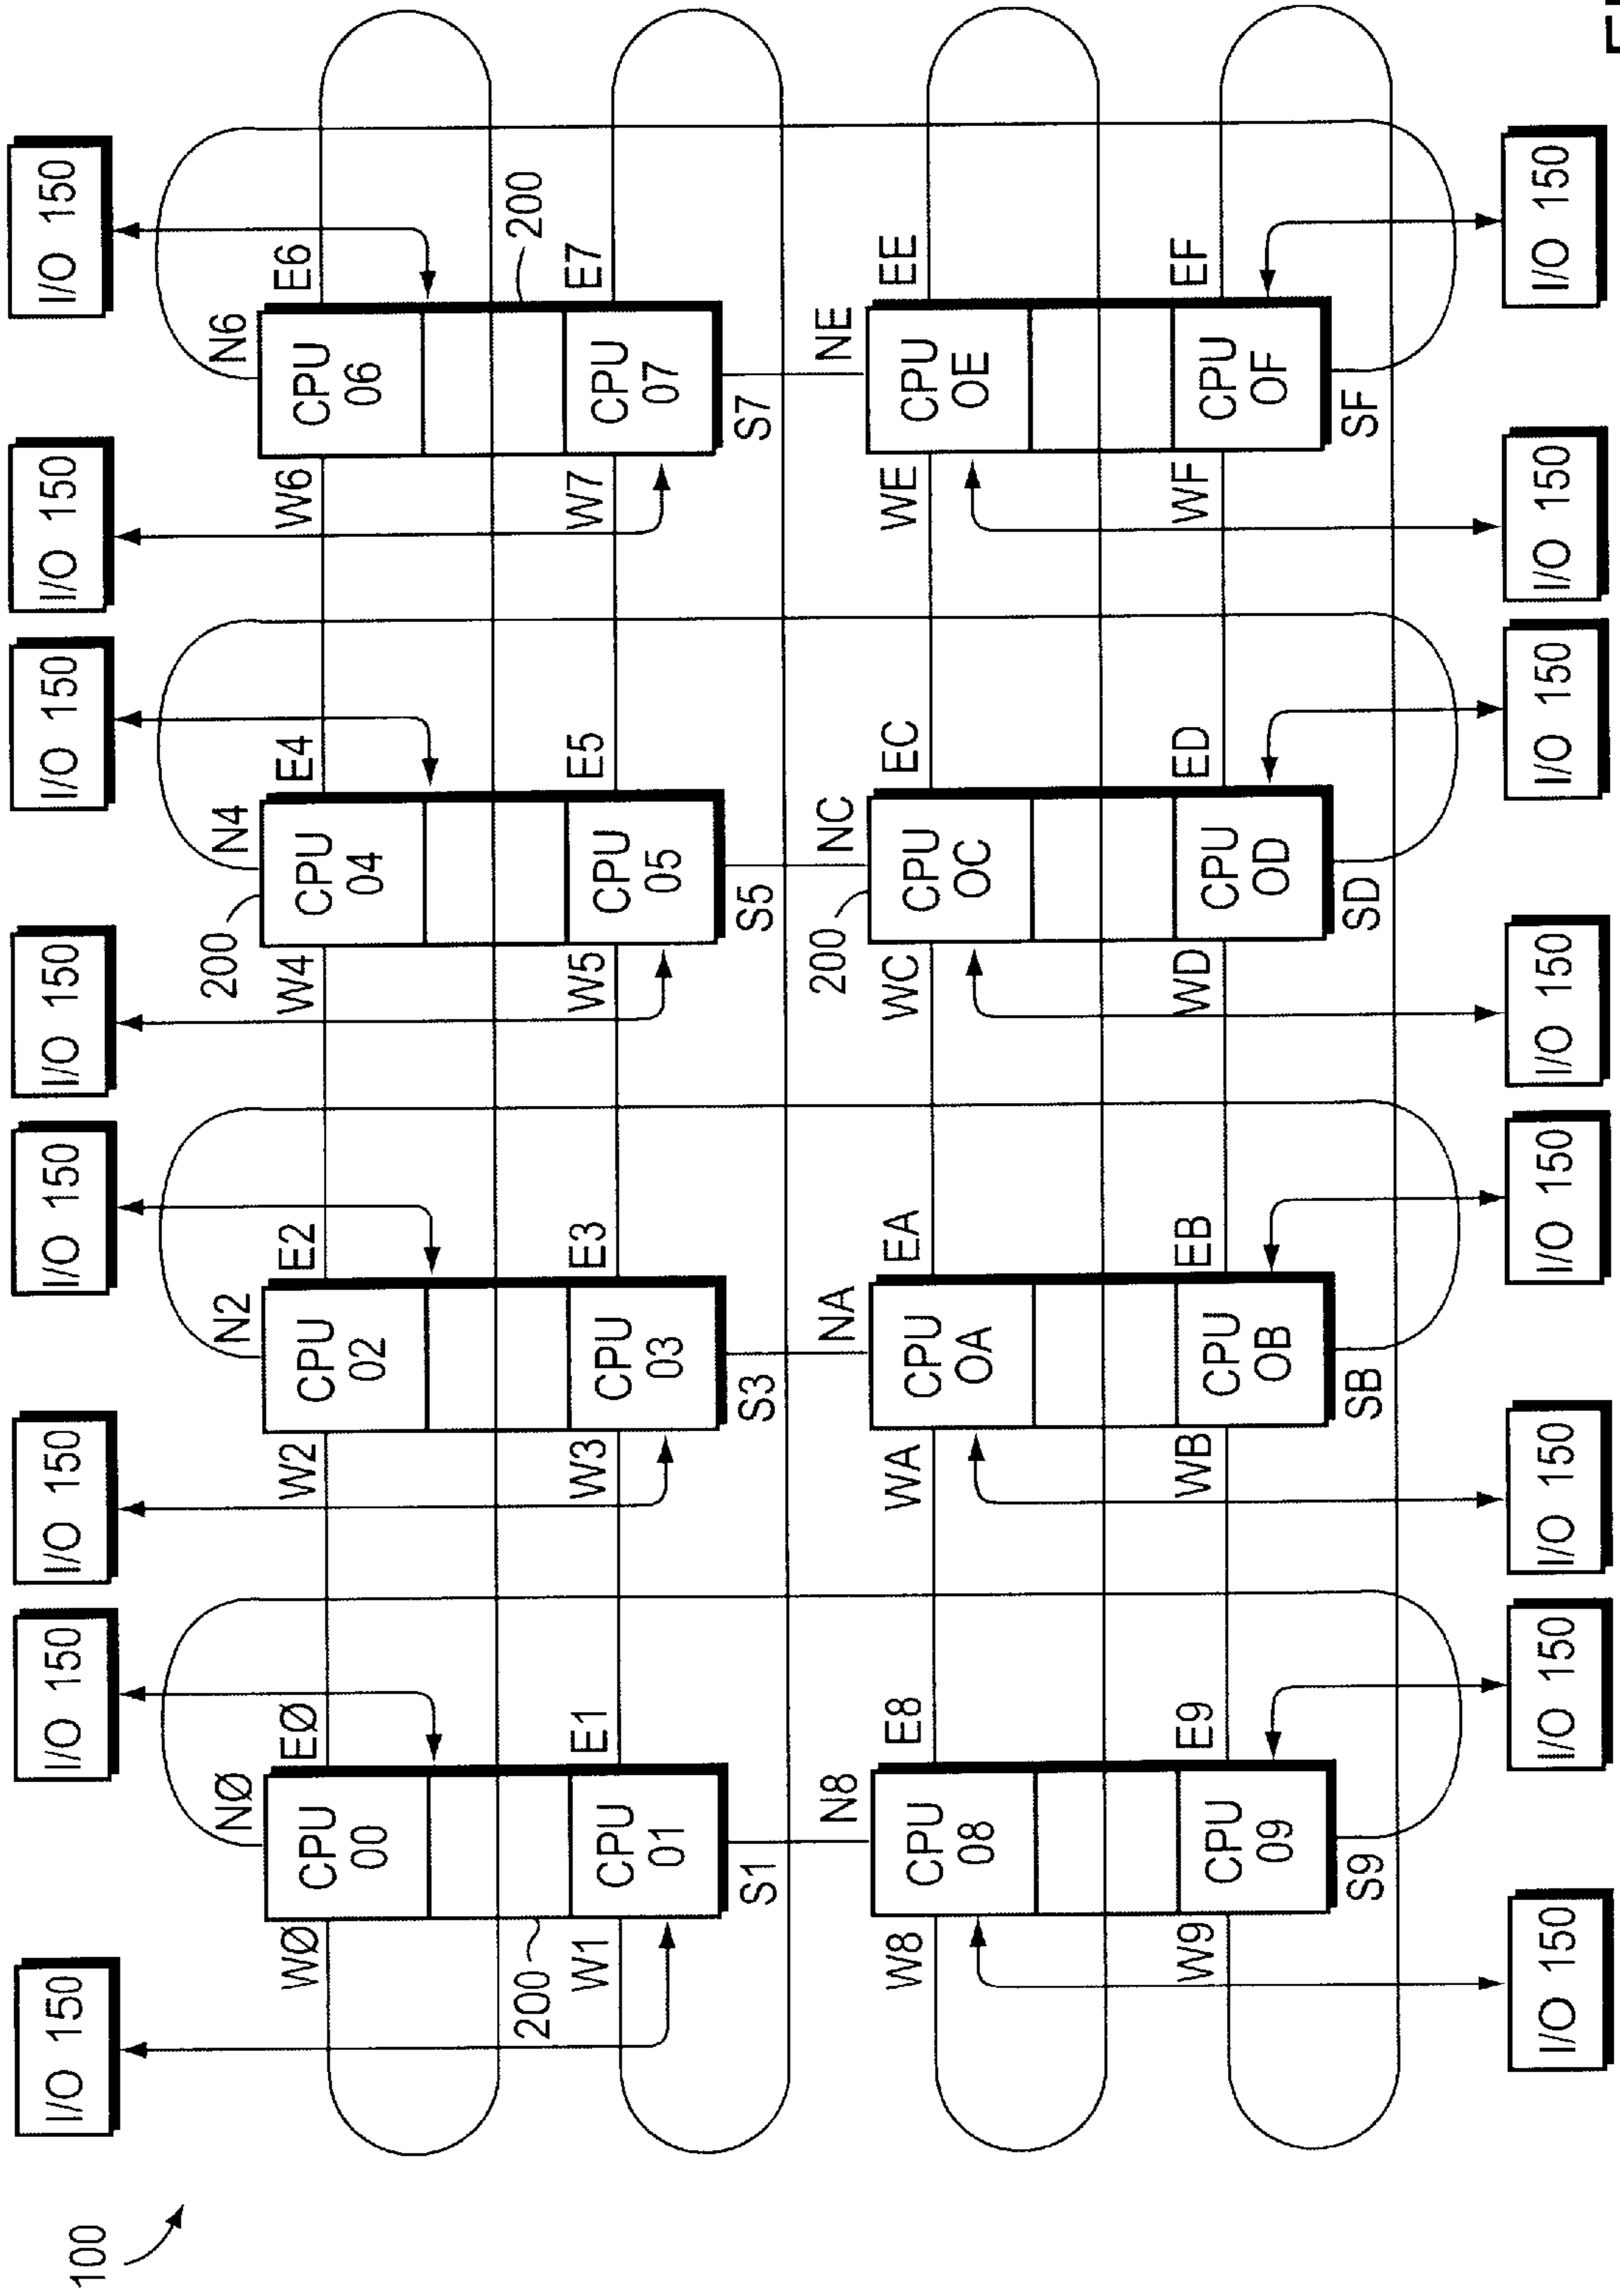 100
I/O 150
I/O 150
I/O 150
I/O 150
I/O 150
I/O 150
I/O 150
I/O 150
NØ
N2
N4
N6
WØ
CPU
00
EØ
W2
CPU
02
E2
200
W4
CPU
04
E4
W6
CPU
06
E6
200
200
W1
CPU
01
E1
W3
CPU
03
E3
W5
CPU
05
E5
W7
CPU
07
E7
S1
S3
S5
S7
N8
NA
NC
NE
W8
CPU
08
E8
WA
CPU
OA
EA
200
WC
CPU
OC
EC
WE
CPU
OE
EE
W9
CPU
09
E9
WB
CPU
OB
EB
WD
CPU
OD
ED
WF
CPU
OF
EF
S9
SB
SD
SF
I/O 150
I/O 150
I/O 150
I/O 150
I/O 150
I/O 150
I/O 150
I/O 150